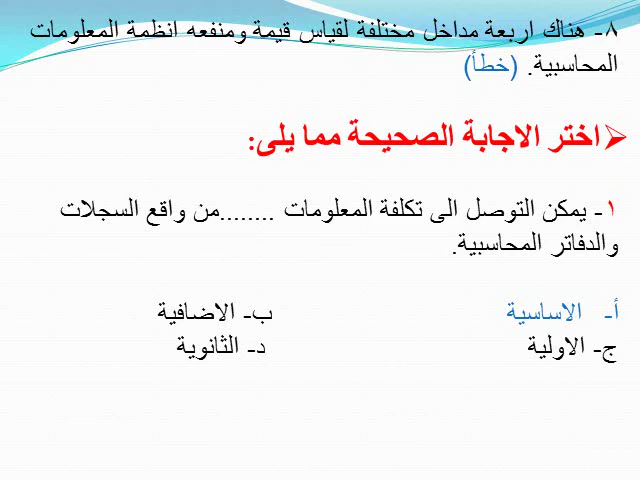 ٨- هناك اربعة مداخل مختلفة لقياس قيمة ومنفعه انظمة المعلومات
المحاسبية. (خطأ)
اختر الاجابة الصحيحة مما يلى:
١- يمكن التوصل الى تكلفة المعلومات ........من واقع السجلات
والدفاتر المحاسبية.
أ- الاساسية ب- الاضافية
ج- الاولية د- الثانوية